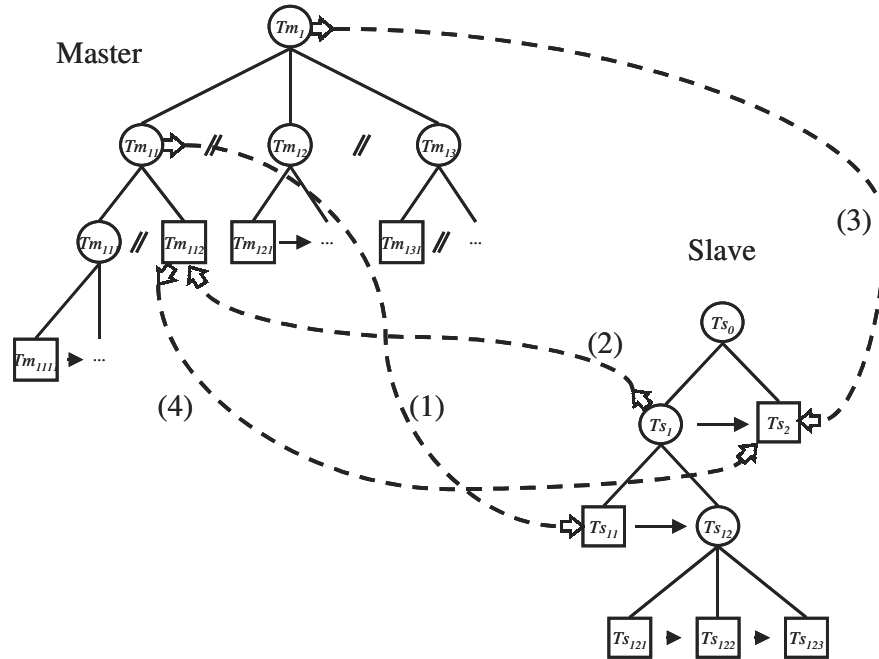 Tm1
Master
Tm11 // Tm12 // Tm13
Tm111 // Tm112 Tm121 ... Tm131 // ...
(3)
Slave
Ts0
Tm1111 ...
(2)
(4) (1)
Ts1 Ts2
Ts11 Ts12
Ts121 Ts122 Ts123